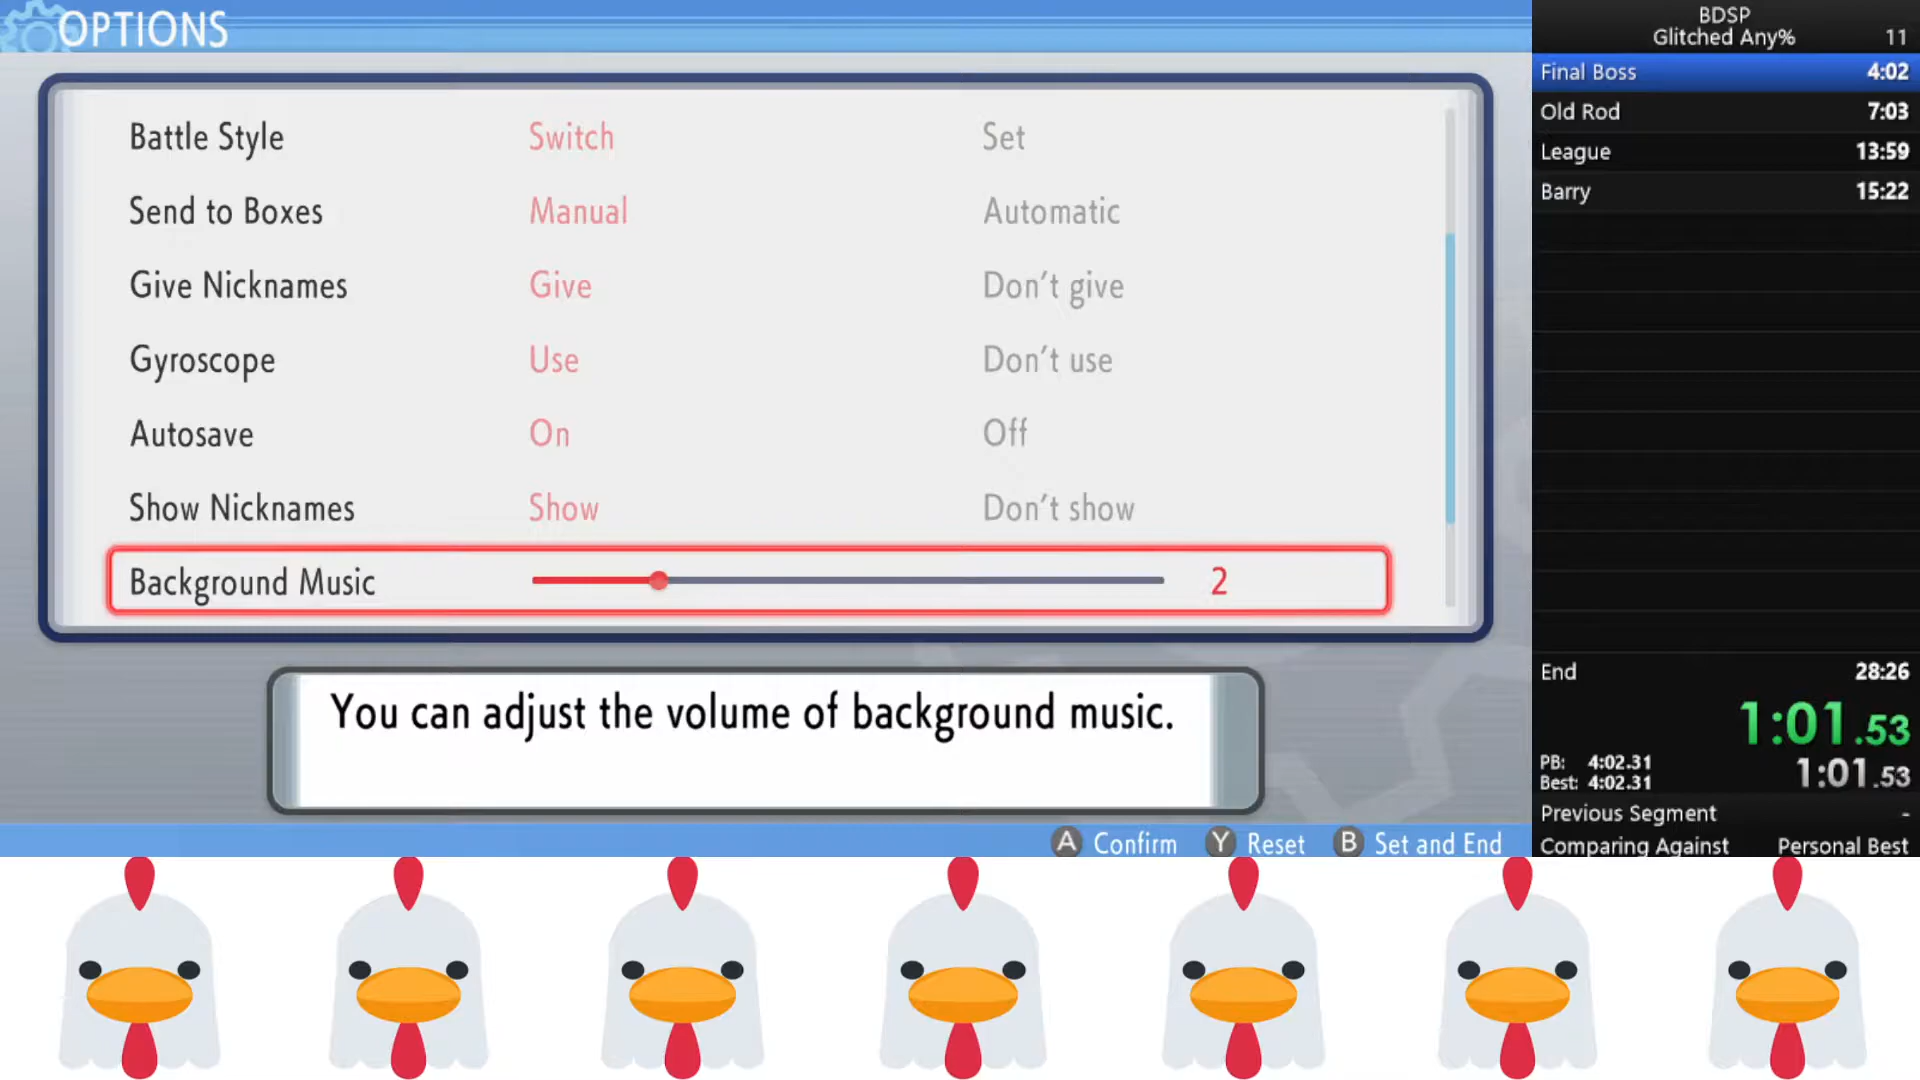 OPTIONS
Battle Style Switch Set
Send to Boxes Manual Automatic
Give Nicknames Give Don't give
Gyroscope Use Don't use
Autosave On Off
Show Nicknames Show Don't show
Background Music 2
You can adjust the volume of background music.
A Confirm Y Reset B Set and End
BDSP
Glitched Any% 11
Final Boss 4:02
Old Rod 7:03
League 13:59
Barry 15:22
End 28:26
1:01.53
PB: 4:02.31
Best: 4:02.31
1:01.53
Previous Segment -
Comparing Against Personal Best